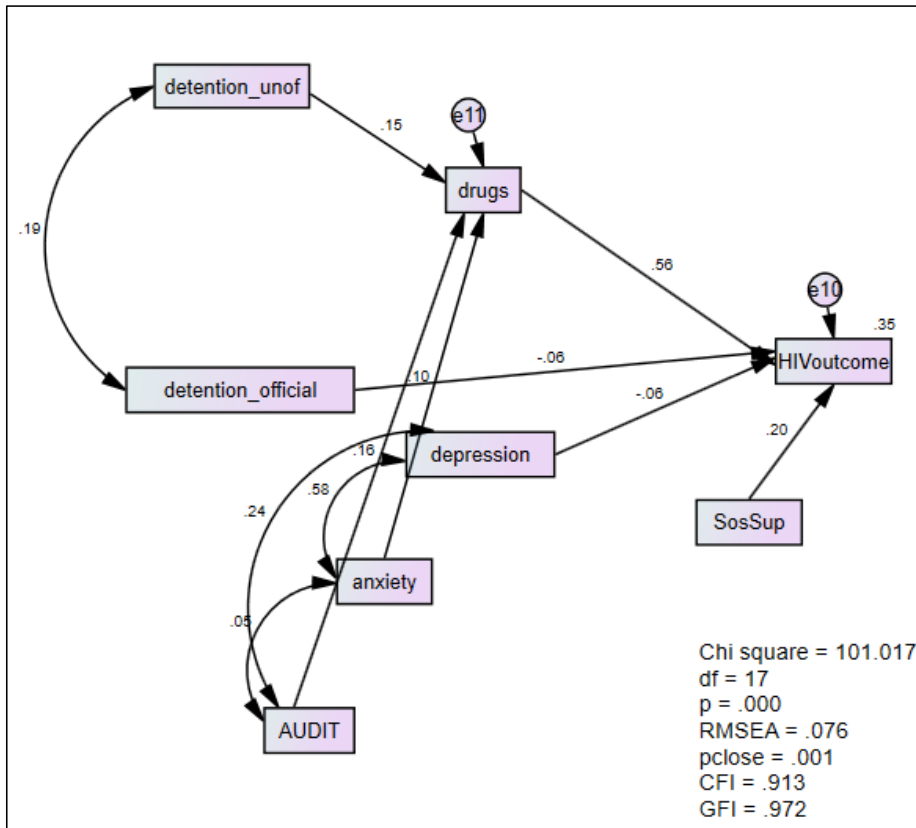 detention_unof
e11
.15
drugs
.19
.56
e10
.35
HIVoutcome
-.06
detention_official
.10
-.06
.20
depression
.16
.58
.24
SosSup
anxiety
.05
AUDIT
Chi square = 101.017
df = 17
p = .000
RMSEA = .076
pclose = .001
CFI = .913
GFI = .972